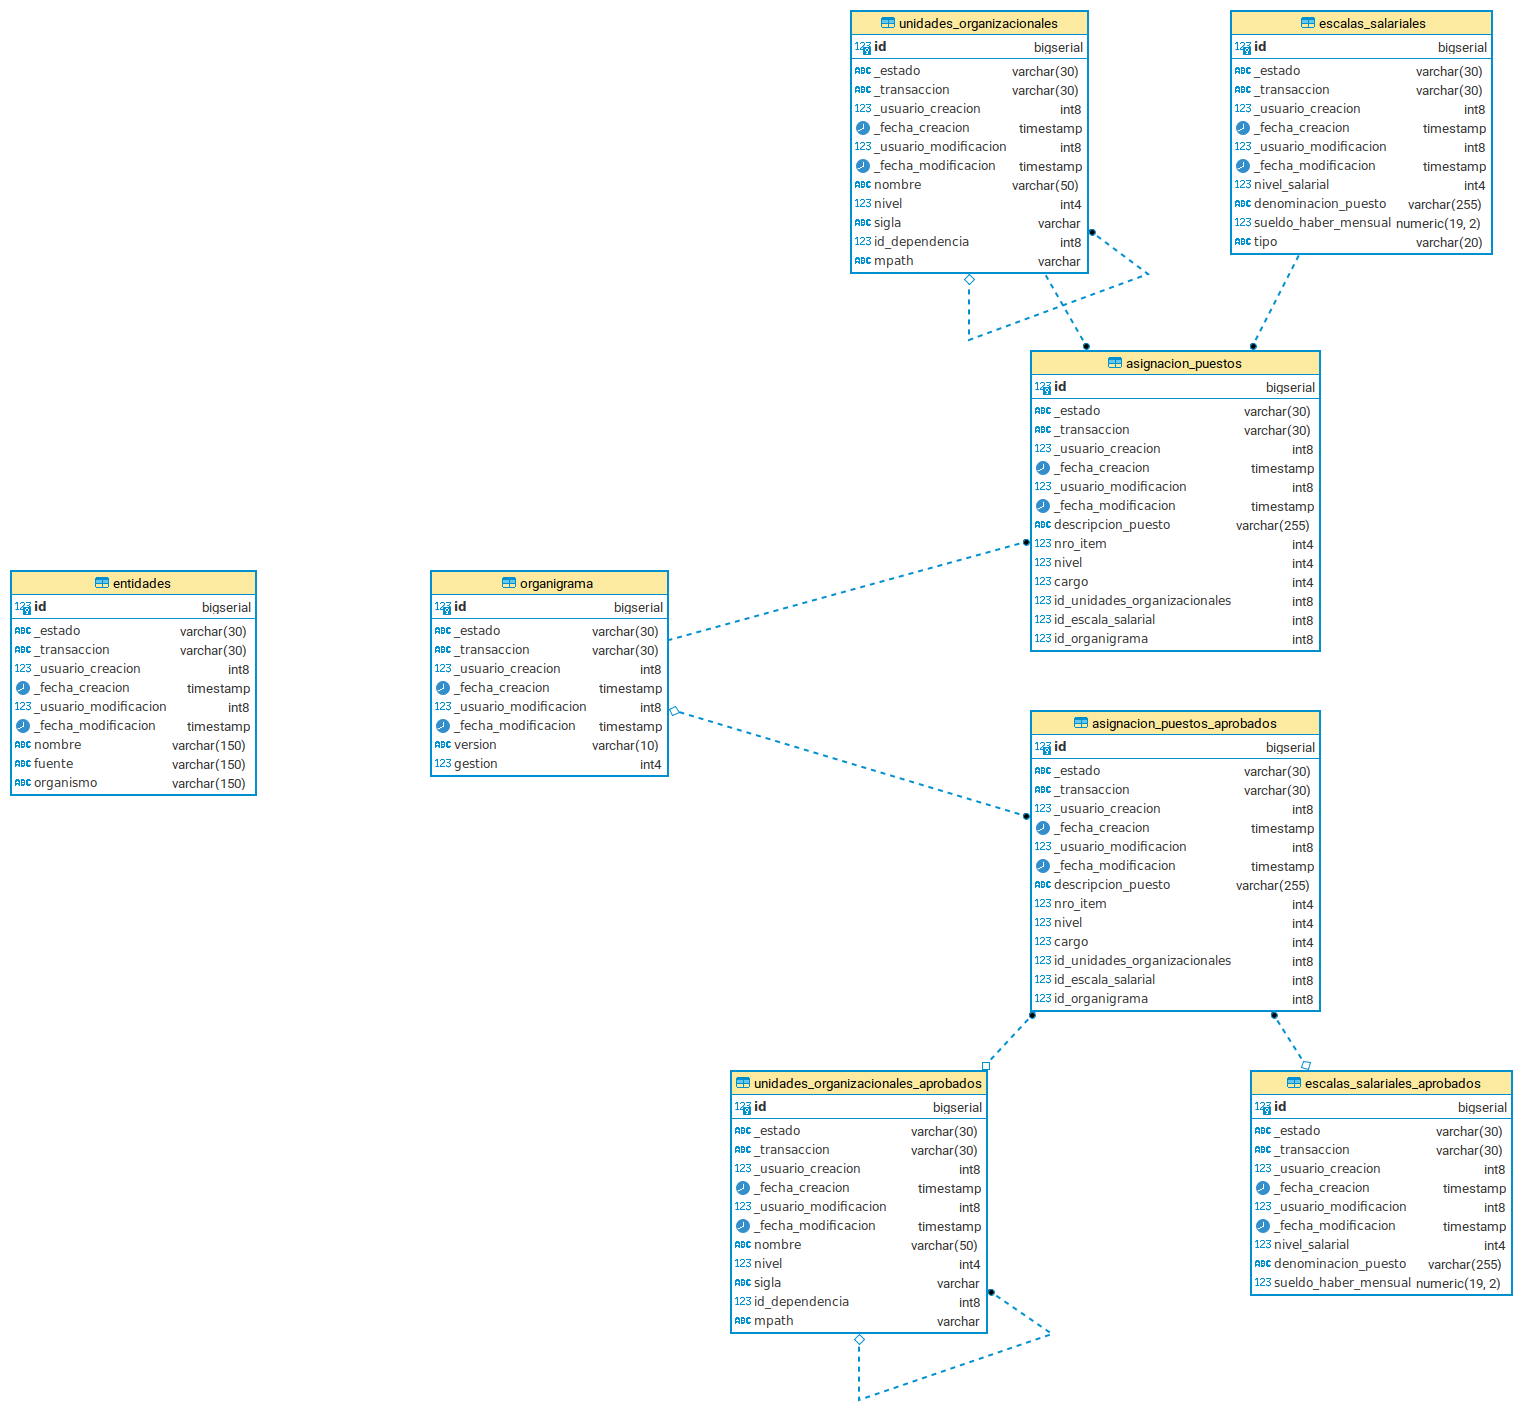 unidades_organizacionales
123 id bigserial
ABC _estado varchar(30)
ABC _transaccion varchar(30)
123 _usuario_creacion int8
_fecha_creacion timestamp
123 _usuario_modificacion int8
_fecha_modificacion timestamp
ABC nombre varchar(50)
123 nivel int4
ABC sigla varchar
123 id_dependencia int8
ABC mpath varchar
escalas_salariales
123 id bigserial
ABC _estado varchar(30)
ABC _transaccion varchar(30)
123 _usuario_creacion int8
_fecha_creacion timestamp
123 _usuario_modificacion int8
_fecha_modificacion timestamp
123 nivel_salarial int4
ABC denominacion_puesto varchar(255)
123 sueldo_haber_mensual numeric(19, 2)
ABC tipo varchar(20)
asignacion_puestos
123 id bigserial
ABC _estado varchar(30)
ABC _transaccion varchar(30)
123 _usuario_creacion int8
_fecha_creacion timestamp
123 _usuario_modificacion int8
_fecha_modificacion timestamp
ABC descripcion_puesto varchar(255)
123 nro_item int4
123 nivel int4
123 cargo int4
123 id_unidades_organizacionales int8
123 id_escala_salarial int8
123 id_organigrama int8
entidades
123 id bigserial
ABC _estado varchar(30)
ABC _transaccion varchar(30)
123 _usuario_creacion int8
_fecha_creacion timestamp
123 _usuario_modificacion int8
_fecha_modificacion timestamp
ABC nombre varchar(150)
ABC fuente varchar(150)
ABC organismo varchar(150)
organigrama
123 id bigserial
ABC _estado varchar(30)
ABC _transaccion varchar(30)
123 _usuario_creacion int8
_fecha_creacion timestamp
123 _usuario_modificacion int8
_fecha_modificacion timestamp
ABC version varchar(10)
123 gestion int4
asignacion_puestos_aprobados
123 id bigserial
ABC _estado varchar(30)
ABC _transaccion varchar(30)
123 _usuario_creacion int8
_fecha_creacion timestamp
123 _usuario_modificacion int8
_fecha_modificacion timestamp
ABC descripcion_puesto varchar(255)
123 nro_item int4
123 nivel int4
123 cargo int4
123 id_unidades_organizacionales int8
123 id_escala_salarial int8
123 id_organigrama int8
unidades_organizacionales_aprobados
123 id bigserial
ABC _estado varchar(30)
ABC _transaccion varchar(30)
123 _usuario_creacion int8
_fecha_creacion timestamp
123 _usuario_modificacion int8
_fecha_modificacion timestamp
ABC nombre varchar(50)
123 nivel int4
ABC sigla varchar
123 id_dependencia int8
ABC mpath varchar
escalas_salariales_aprobados
123 id bigserial
ABC _estado varchar(30)
ABC _transaccion varchar(30)
123 _usuario_creacion int8
_fecha_creacion timestamp
123 _usuario_modificacion int8
_fecha_modificacion timestamp
123 nivel_salarial int4
ABC denominacion_puesto varchar(255)
123 sueldo_haber_mensual numeric(19, 2)